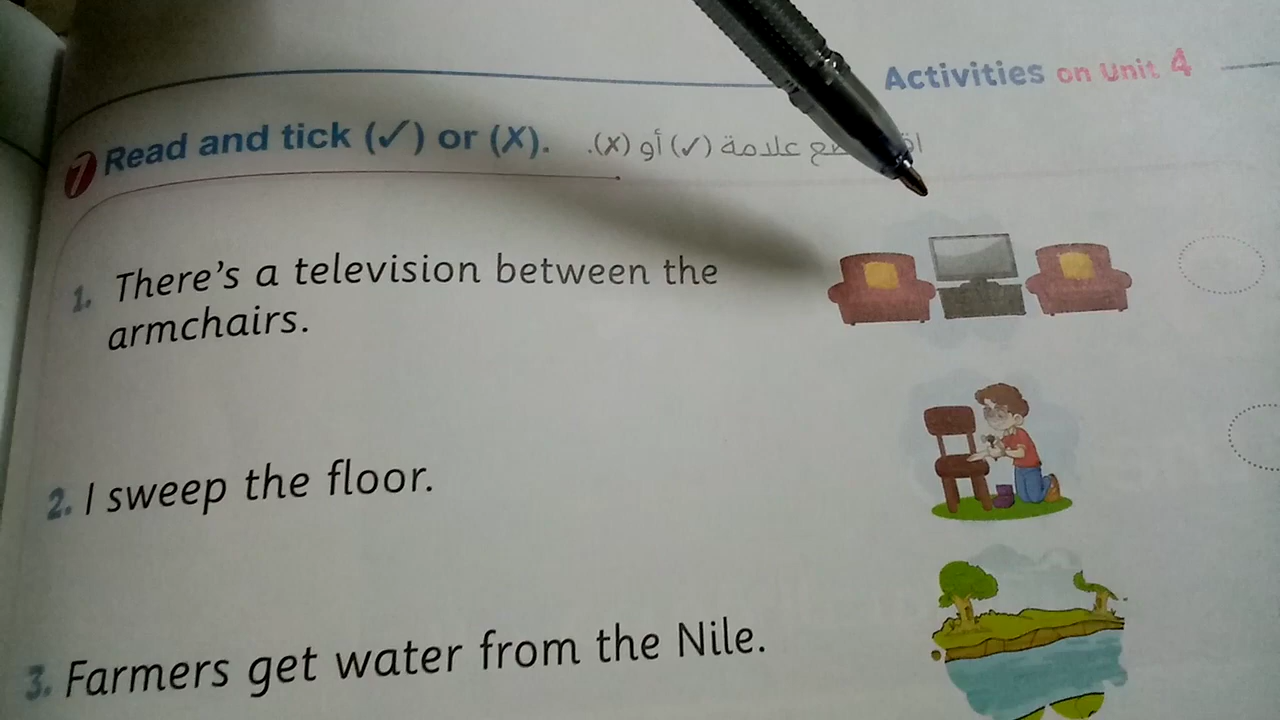 Activities on Unit 4
7 Read and tick (✓) or (X). علامة (✓) أو (X).
1. There's a television between the
armchairs.
2. I sweep the floor.
3. Farmers get water from the Nile.